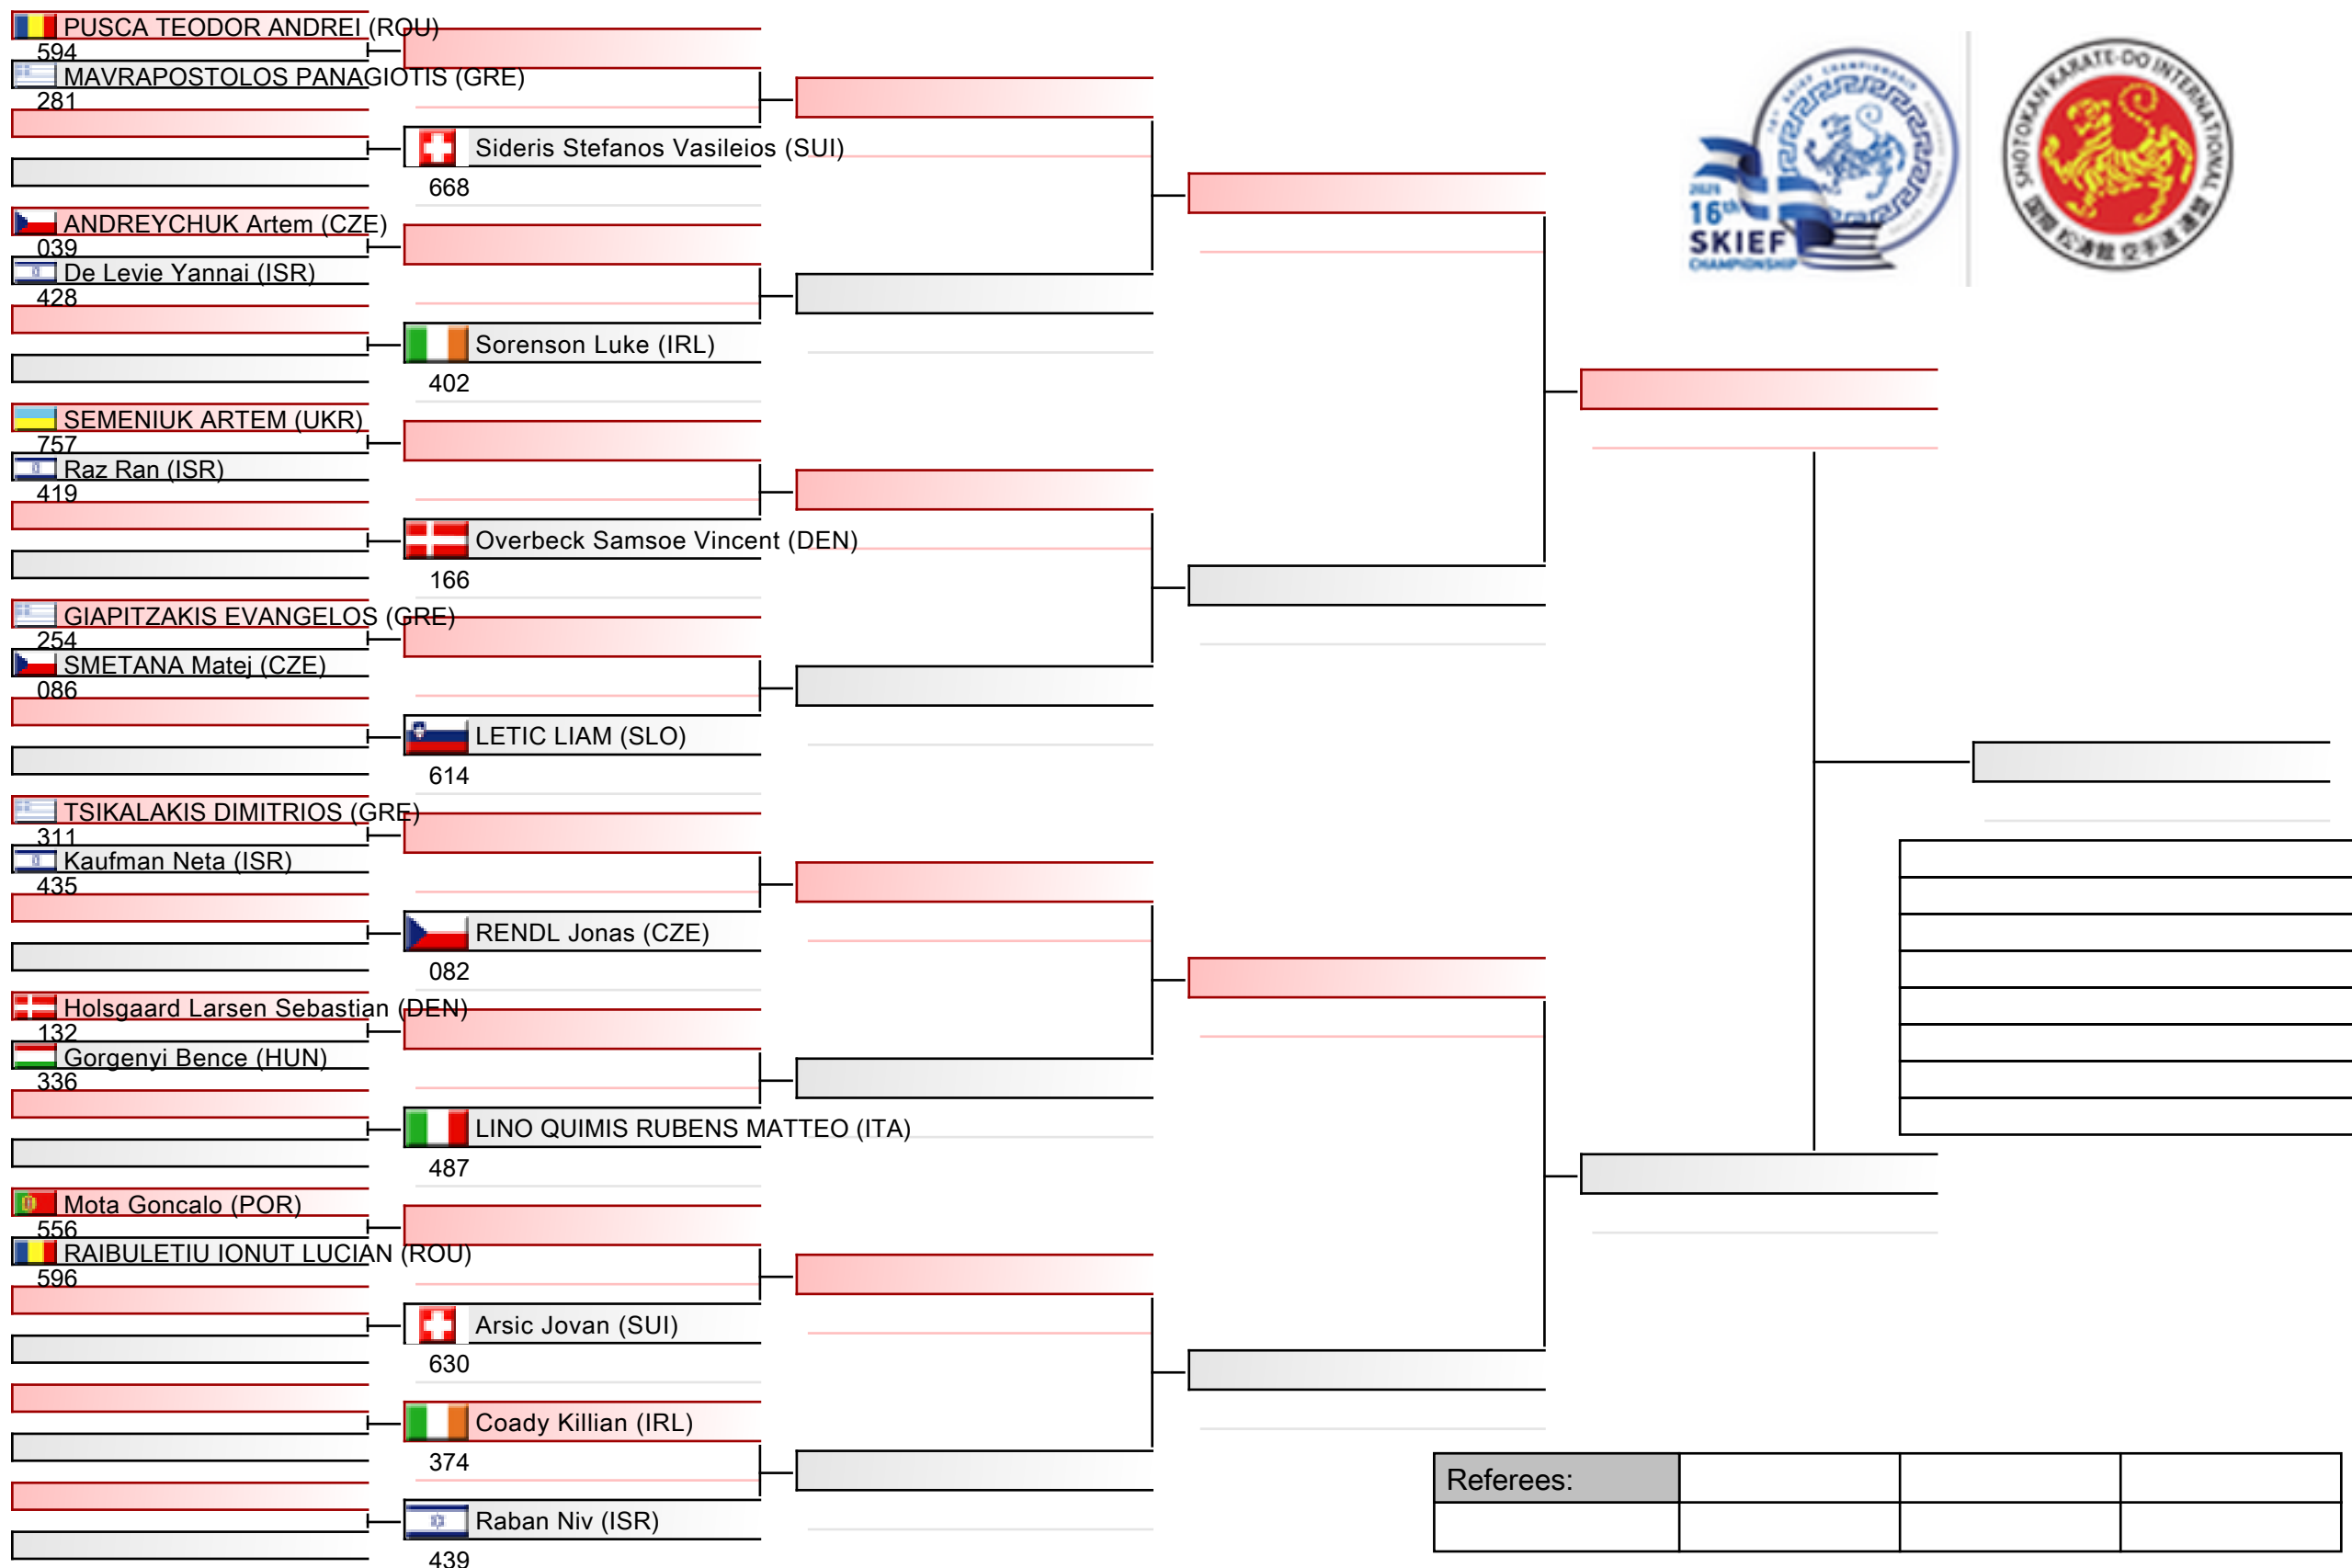 PUSCA TEODOR ANDREI (ROU)
594
MAVRAPOSTOLOS PANAGIOTIS (GRE)
281
Sideris Stefanos Vasileios (SUI)
668
ANDREYCHUK Artem (CZE)
039
De Levie Yannai (ISR)
428
Sorenson Luke (IRL)
402
SEMENIUK ARTEM (UKR)
757
Raz Ran (ISR)
419
Overbeck Samsoe Vincent (DEN)
166
GIAPITZAKIS EVANGELOS (GRE)
254
SMETANA Matej (CZE)
086
LETIC LIAM (SLO)
614
TSIKALAKIS DIMITRIOS (GRE)
311
Kaufman Neta (ISR)
435
RENDL Jonas (CZE)
082
Holsgaard Larsen Sebastian (DEN)
132
Gorgenyi Bence (HUN)
336
LINO QUIMIS RUBENS MATTEO (ITA)
487
Mota Goncalo (POR)
556
RAIBULETIU IONUT LUCIAN (ROU)
596
Arsic Jovan (SUI)
630
Coady Killian (IRL)
374
Raban Niv (ISR)
439
16th
SKIEF
CHAMPIONSHIP
SHOTOKAN KARATE-DO INTERNATIONAL
Referees: